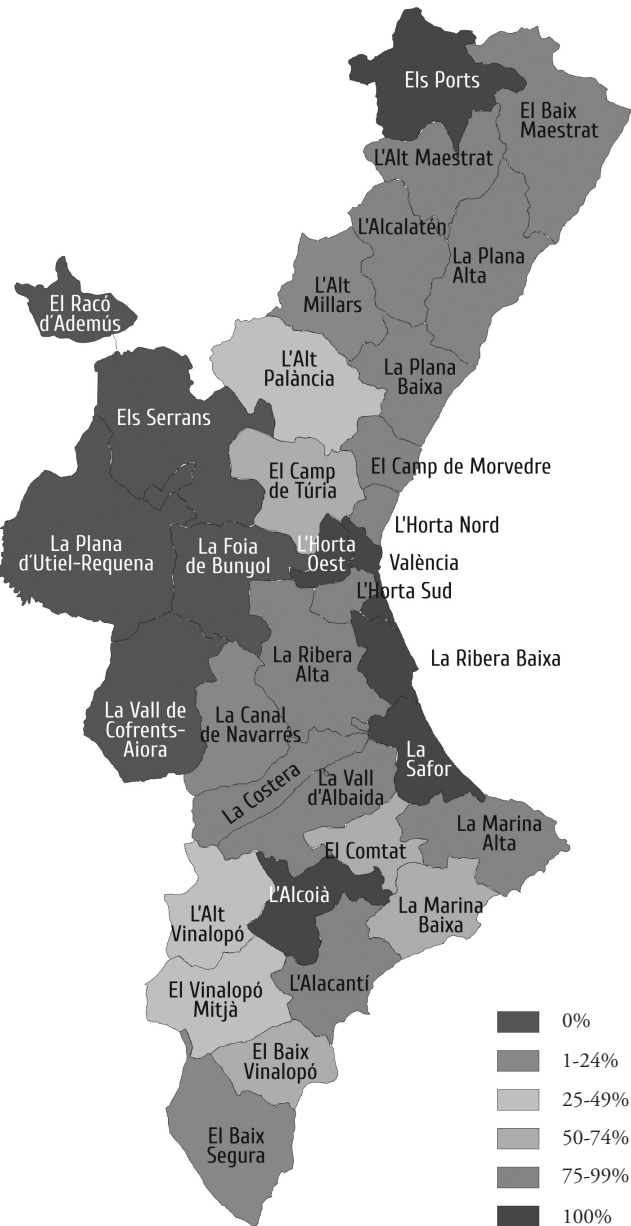 Els Ports
El Baix
Maestrat
L'Alt Maestrat
L'Alcalatén
La Plana
Alta
L'Alt
Millars
El Racó
d´Ademús
L'Alt
Palància
La Plana
Baixa
Els Serrans
El Camp
de Túria
El Camp de Morvedre
L'Horta Nord
La Plana
d´Utiel-Requena
La Foia
de Bunyol
L'Horta
Oest
València
L'Horta Sud
La Ribera
Alta
La Ribera Baixa
La Vall de
Cofrents-
Aiora
La Canal
de Navarrés
La
Safor
La Costera
La Vall
d'Albaida
La Marina
Alta
El Comtat
L'Alcoià
La Marina
Baixa
L'Alt
Vinalopó
L'Alacantí
El Vinalopó
Mitjà
El Baix
Vinalopó
El Baix
Segura
0%
1-24%
25-49%
50-74%
75-99%
100%